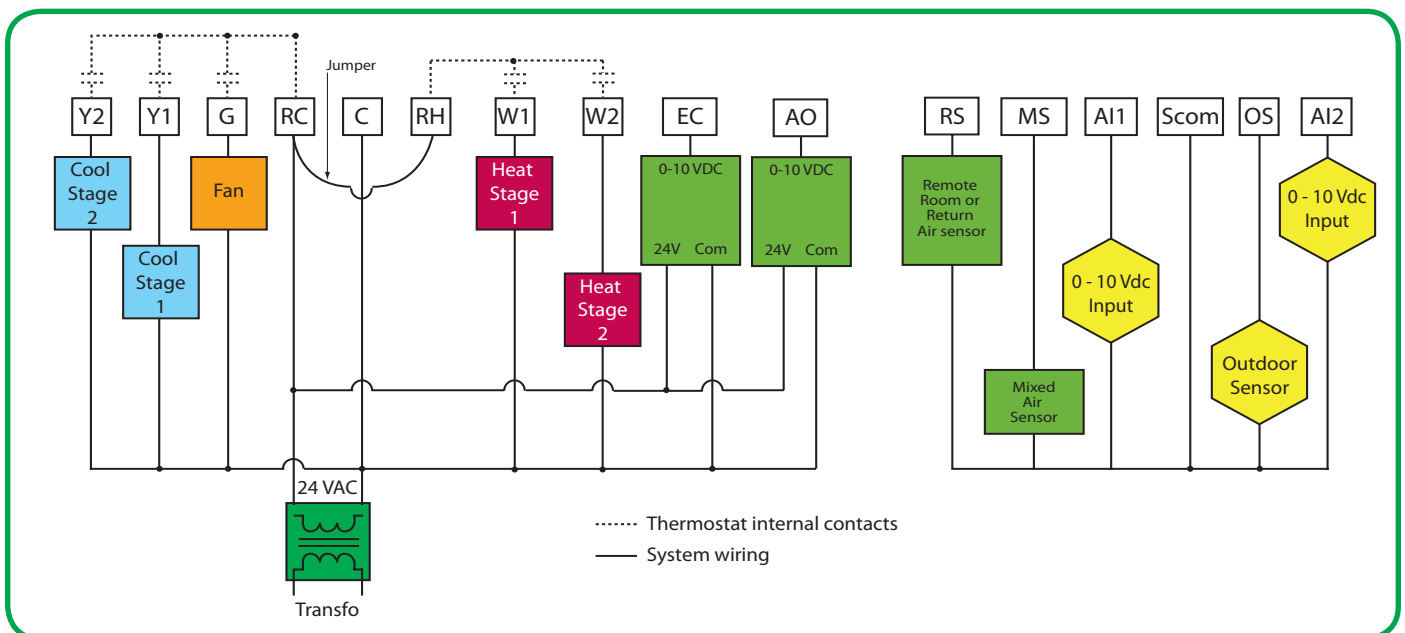 Jumper
Y2 Y1 G RC C RH W1 W2 EC AO RS MS AI1 Scom OS AI2
Cool
Stage
2
Cool
Stage
1
Fan
Heat
Stage
1
Heat
Stage
2
0-10 VDC
24V Com
0-10 VDC
24V Com
Remote
Room or
Return
Air sensor
Mixed
Air
Sensor
0 - 10 Vdc
Input
Outdoor
Sensor
0 - 10 Vdc
Input
24 VAC
Transfo
Thermostat internal contacts
System wiring